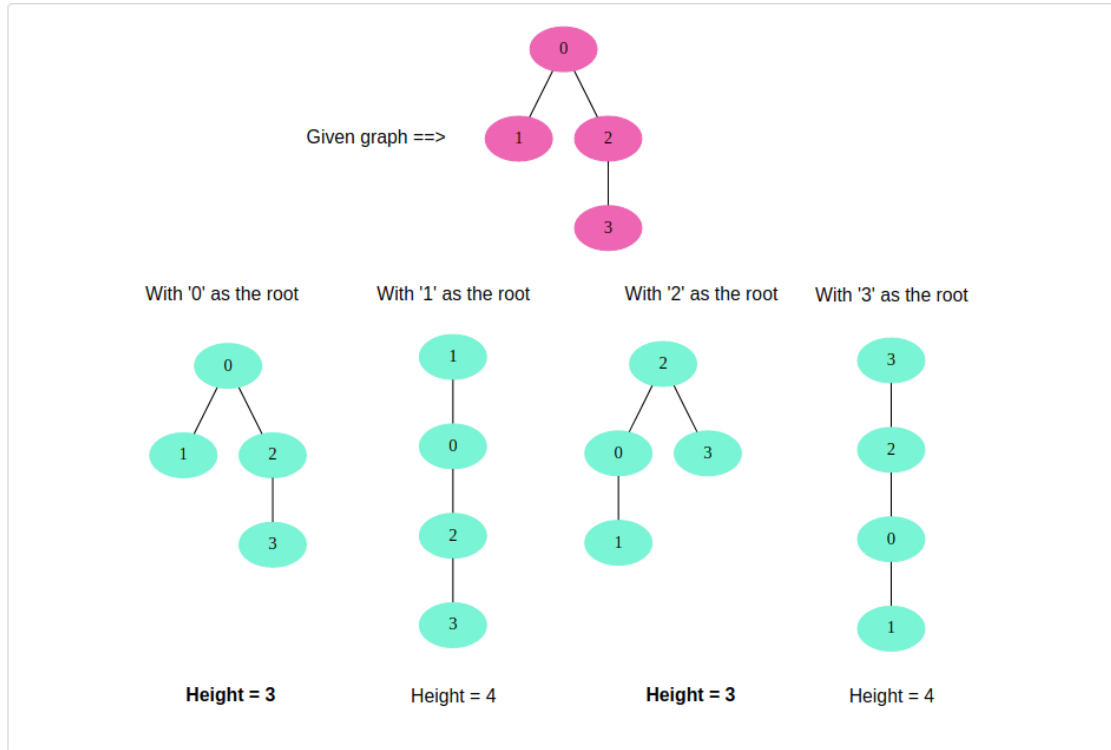 0
Given graph ==>
1 2
3
With '0' as the root
With '1' as the root
With '2' as the root
With '3' as the root
0
1 2
3
1
0
2
3
2
0 3
1
3
2
0
1
Height = 3
Height = 4
Height = 3
Height = 4